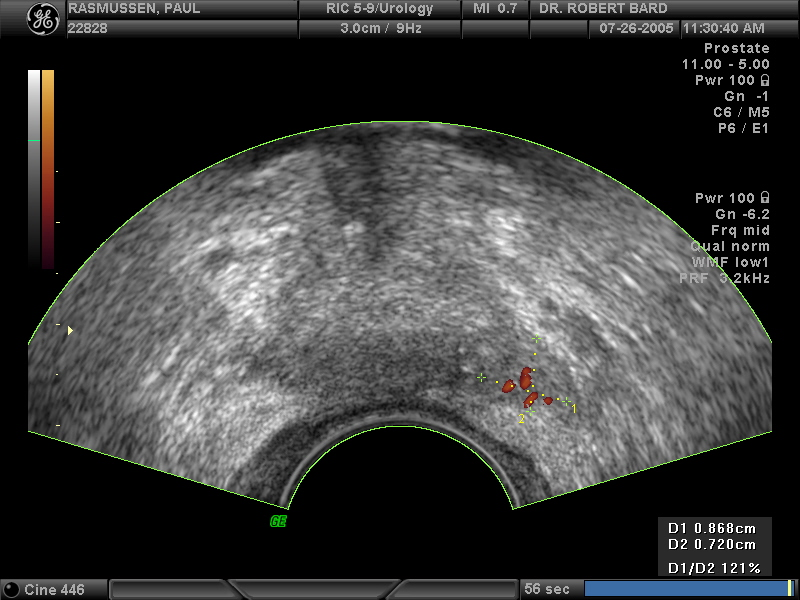 RASMUSSEN, PAUL RIC 5-9/Urology MI 0.7 DR. ROBERT BARD
22828 3.0cm / 9Hz 07-26-2005 11:30:40 AM
Prostate
11.00 - 5.00
Pwr 100
Gn -1
C6 / M5
P6 / E1
Pwr 100
Gn -6.2
Frq mid
Qual norm
WMF low1
PRF 3.2kHz
1
2
GE
D1 0.868cm
D2 0.720cm
D1/D2 121%
Cine 446 56 sec